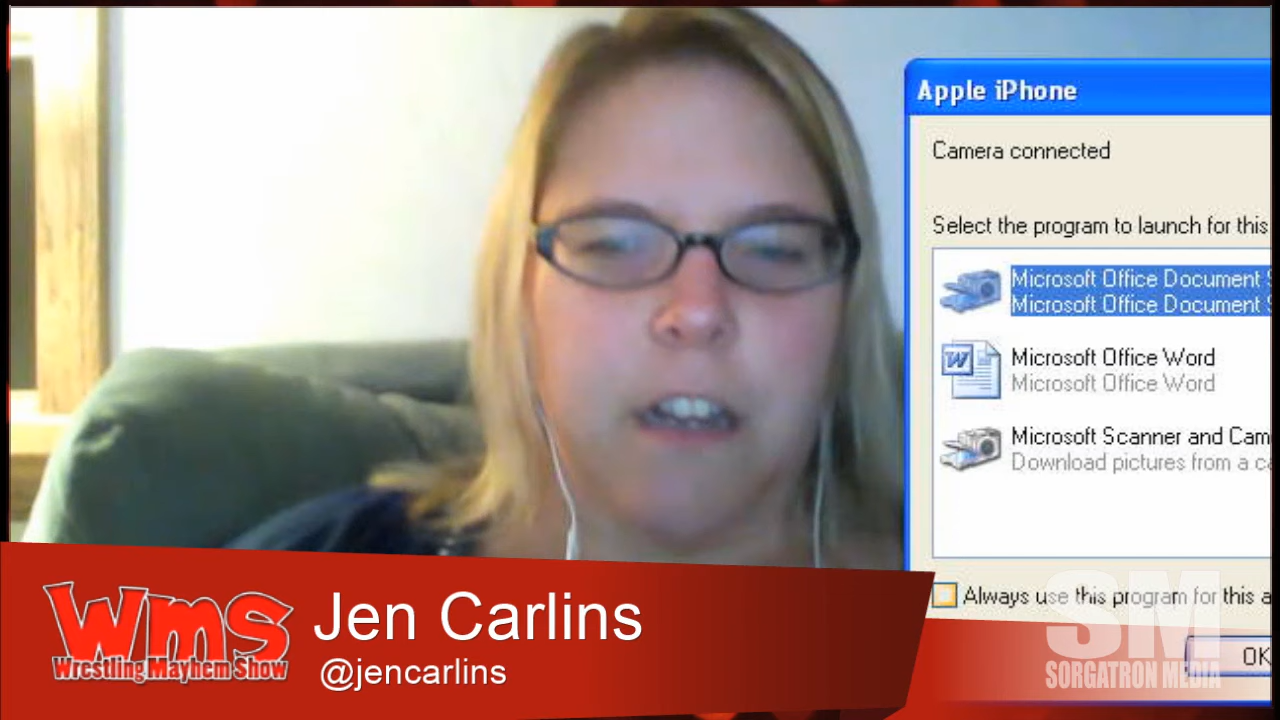 Apple iPhone
Camera connected
Select the program to launch for this
Microsoft Office Document
Microsoft Office Document
Microsoft Office Word
Microsoft Office Word
Microsoft Scanner and Cam
Download pictures from a ca
Always use this program for this a
OK
Wms
Wrestling Mayhem Show
Jen Carlins
@jencarlins
SM
SORGATRON MEDIA